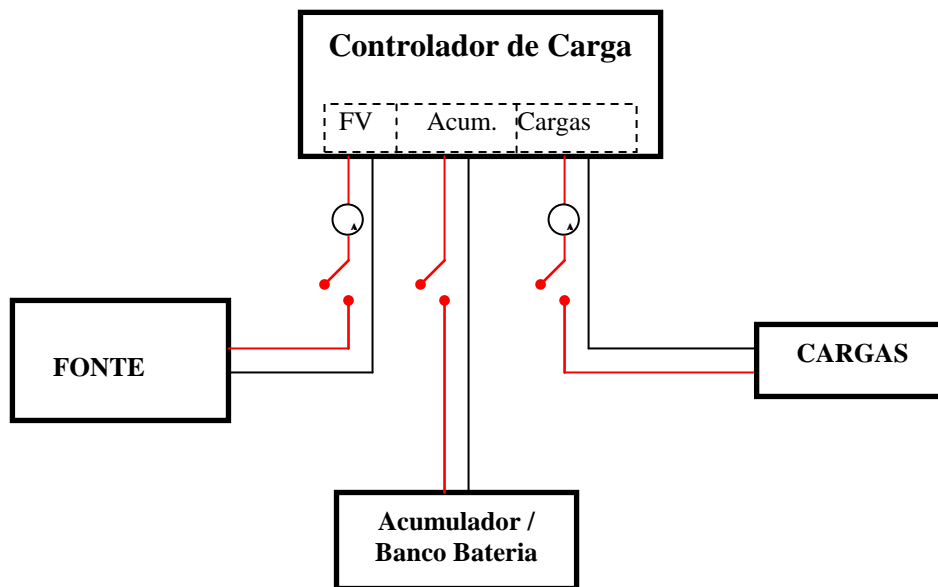 Controlador de Carga
FV Acum. Cargas
A A
FONTE
CARGAS
Acumulador /
Banco Bateria